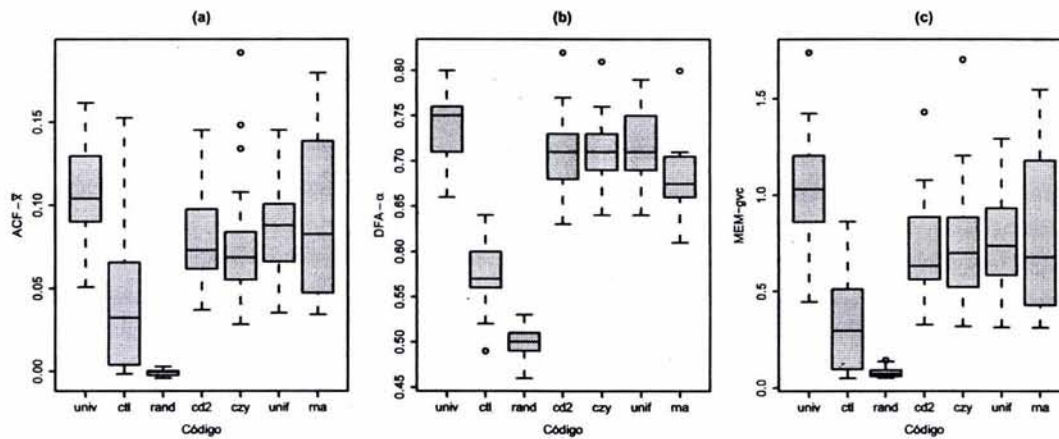 (a)
ACF-x̄
0.15
0.10
0.05
0.00
univ ctl rand cd2 czy unif ma
Código
(b)
DFA-α
0.80
0.75
0.70
0.65
0.60
0.55
0.50
0.45
univ ctl rand cd2 czy unif ma
Código
(c)
MEM-gvc
1.5
1.0
0.5
0.0
univ ctl rand cd2 czy unif ma
Código